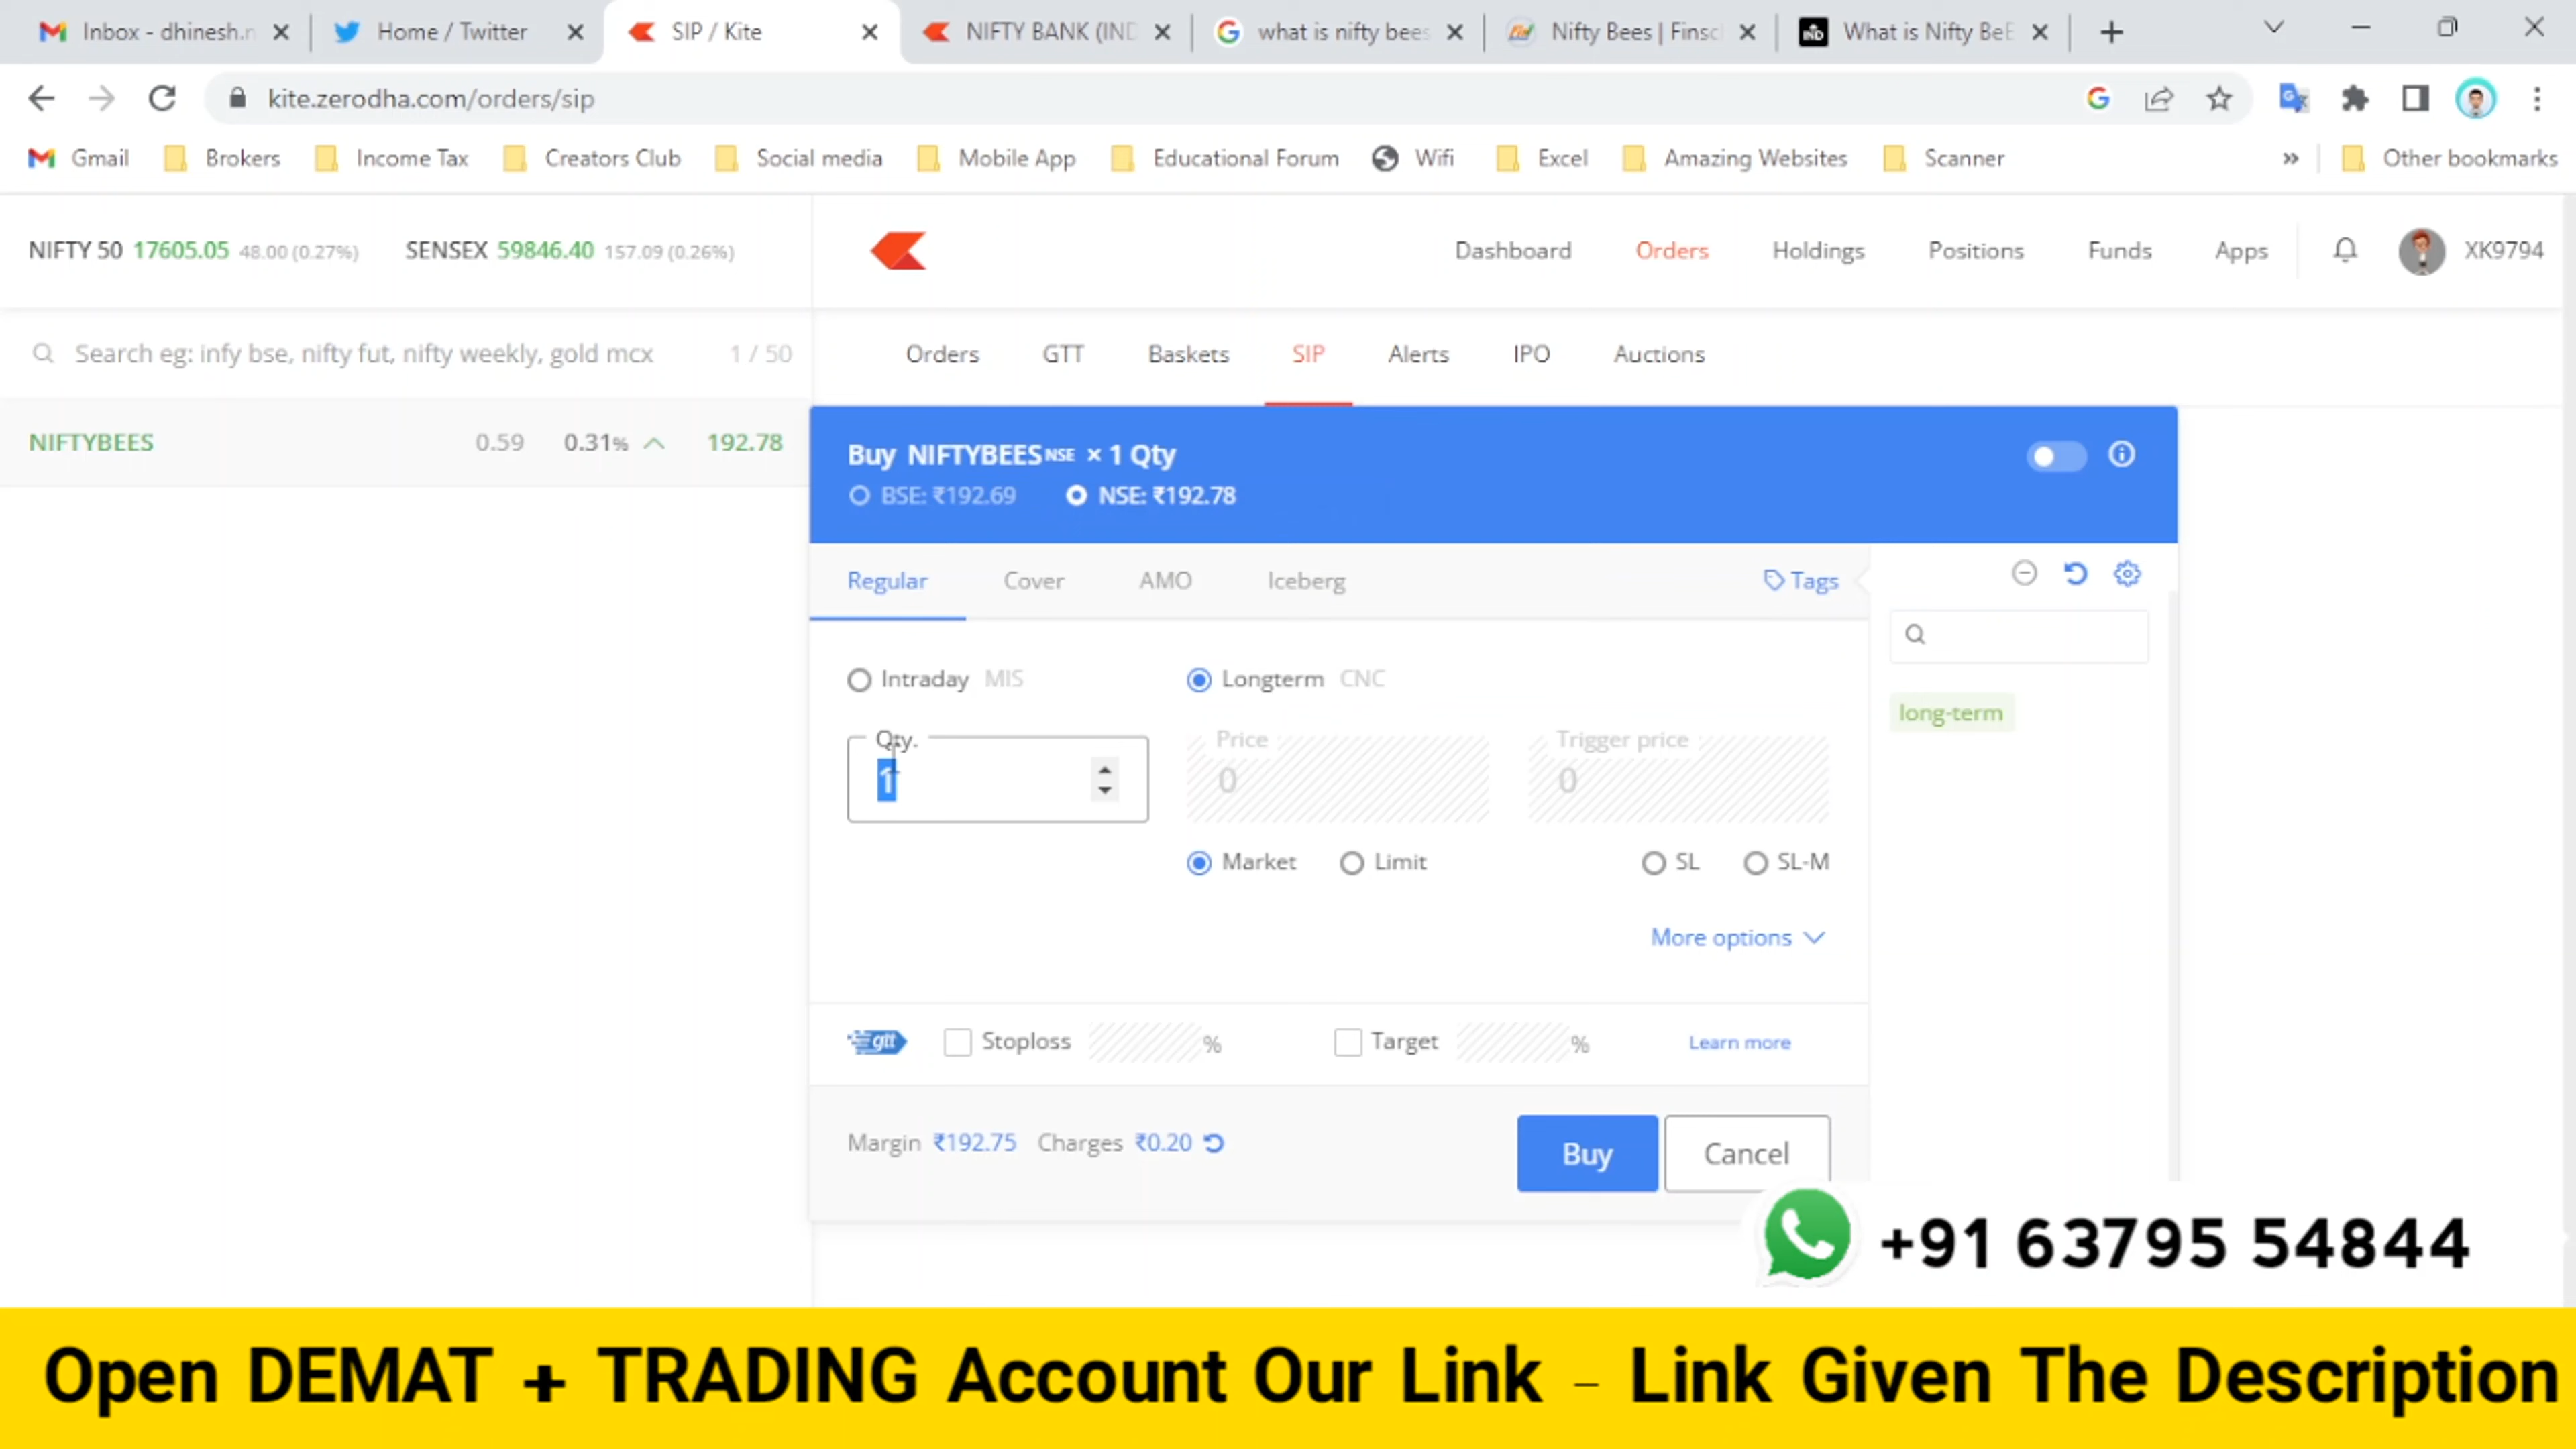 Inbox - dhinesh.n
Home / Twitter
SIP / Kite
NIFTY BANK (IND
what is nifty bees
Nifty Bees | Finsc
What is Nifty BeE
kite.zerodha.com/orders/sip
Gmail
Brokers
Income Tax
Creators Club
Social media
Mobile App
Educational Forum
Wifi
Excel
Amazing Websites
Scanner
Other bookmarks
NIFTY 50 17605.05 48.00 (0.27%)
SENSEX 59846.40 157.09 (0.26%)
Dashboard
Orders
Holdings
Positions
Funds
Apps
XK9794
Search eg: infy bse, nifty fut, nifty weekly, gold mcx
1 / 50
Orders
GTT
Baskets
SIP
Alerts
IPO
Auctions
NIFTYBEES 0.59 0.31% 192.78
Buy NIFTYBEES NSE × 1 Qty
BSE: ₹192.69 NSE: ₹192.78
Regular
Cover
AMO
Iceberg
Tags
Intraday MIS
Longterm CNC
long-term
Qty.
1
Price
0
Trigger price
0
Market
Limit
SL
SL-M
More options
gtt
Stoploss %
Target %
Learn more
Margin ₹192.75 Charges ₹0.20
Buy
Cancel
+91 63795 54844
Open DEMAT + TRADING Account Our Link - Link Given The Description